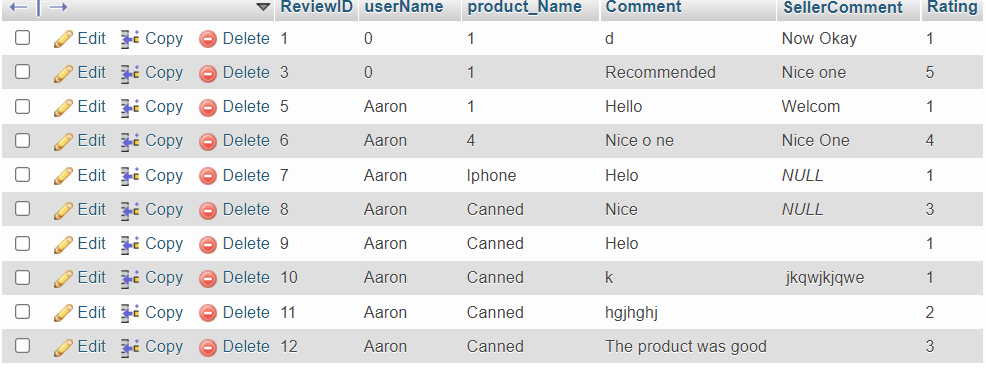 ReviewID userName product_Name Comment SellerComment Rating
Edit Copy Delete 1 0 1 d Now Okay 1
Edit Copy Delete 3 0 1 Recommended Nice one 5
Edit Copy Delete 5 Aaron 1 Hello Welcom 1
Edit Copy Delete 6 Aaron 4 Nice o ne Nice One 4
Edit Copy Delete 7 Aaron Iphone Helo NULL 1
Edit Copy Delete 8 Aaron Canned Nice NULL 3
Edit Copy Delete 9 Aaron Canned Helo 1
Edit Copy Delete 10 Aaron Canned k jkqwjkjqwe 1
Edit Copy Delete 11 Aaron Canned hgjhghj 2
Edit Copy Delete 12 Aaron Canned The product was good 3